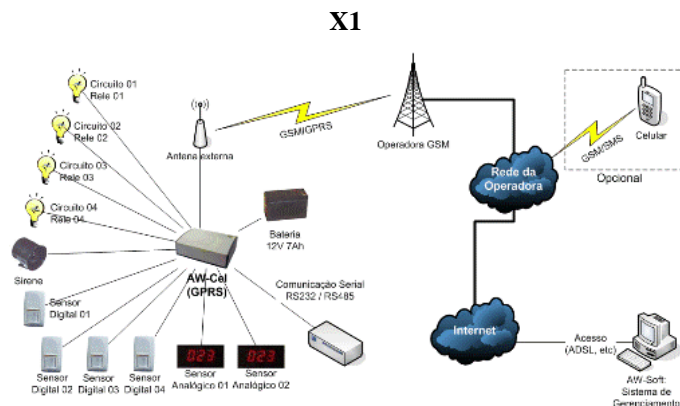 X1
Circuito 01
Rele 01
Circuito 02
Rele 02
Circuito 03
Rele 03
Circuito 04
Rele 04
Sirene
Sensor
Digital 01
Sensor
Digital 02
Sensor
Digital 03
Sensor
Digital 04
023
Sensor
Analógico 01
023
Sensor
Analógico 02
Antena externa
GSM/GPRS
Bateria
12V 7Ah
AW-Cel
(GPRS)
Comunicação Serial
RS232 / RS485
Operadora GSM
Rede da
Operadora
GSM/SMS
Celular
Opcional
Internet
Acesso
(ADSL, etc)
AW-Soft:
Sistema de
Gerenciamento